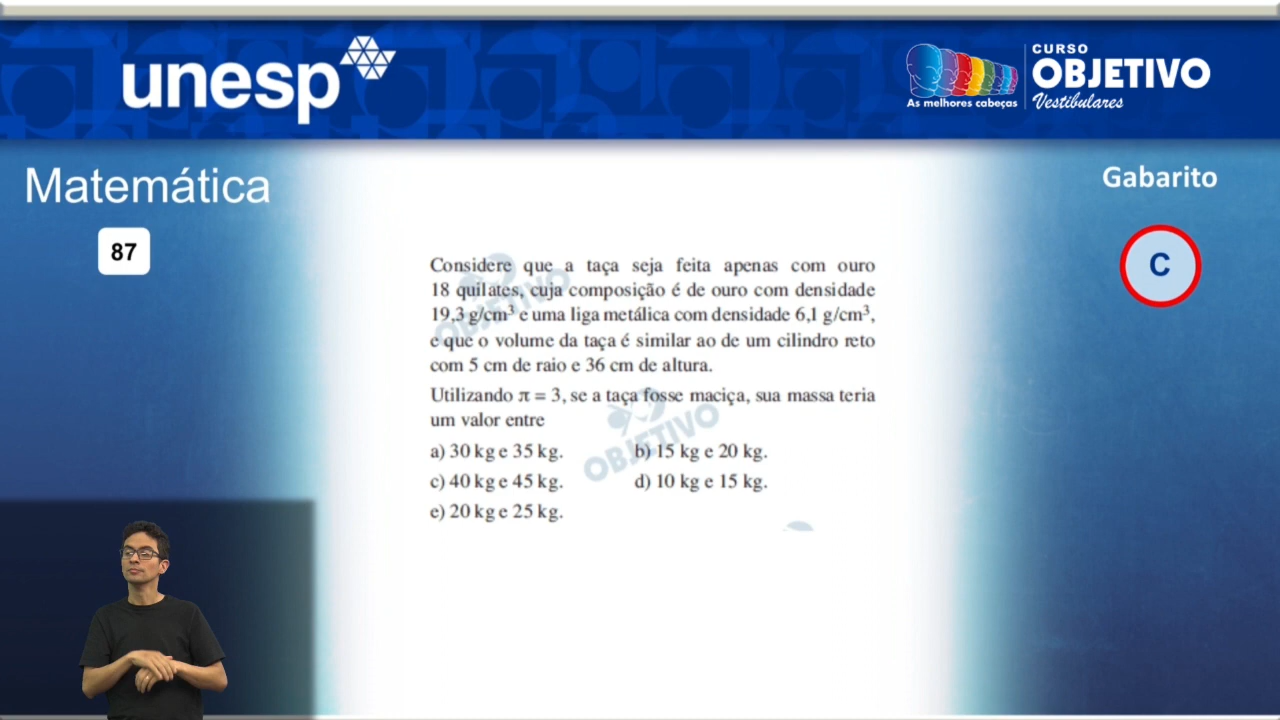 unesp
CURSO
OBJETIVO
Vestibulares
As melhores cabeças
Matemática
Gabarito
87
C
Considere que a taça seja feita apenas com ouro
18 quilates, cuja composição é de ouro com densidade
19,3 g/cm³ e uma liga metálica com densidade 6,1 g/cm³,
e que o volume da taça é similar ao de um cilindro reto
com 5 cm de raio e 36 cm de altura.
Utilizando π = 3, se a taça fosse maciça, sua massa teria
um valor entre
a) 30 kg e 35 kg. b) 15 kg e 20 kg.
c) 40 kg e 45 kg. d) 10 kg e 15 kg.
e) 20 kg e 25 kg.
OBJETIVO
OBJETIVO